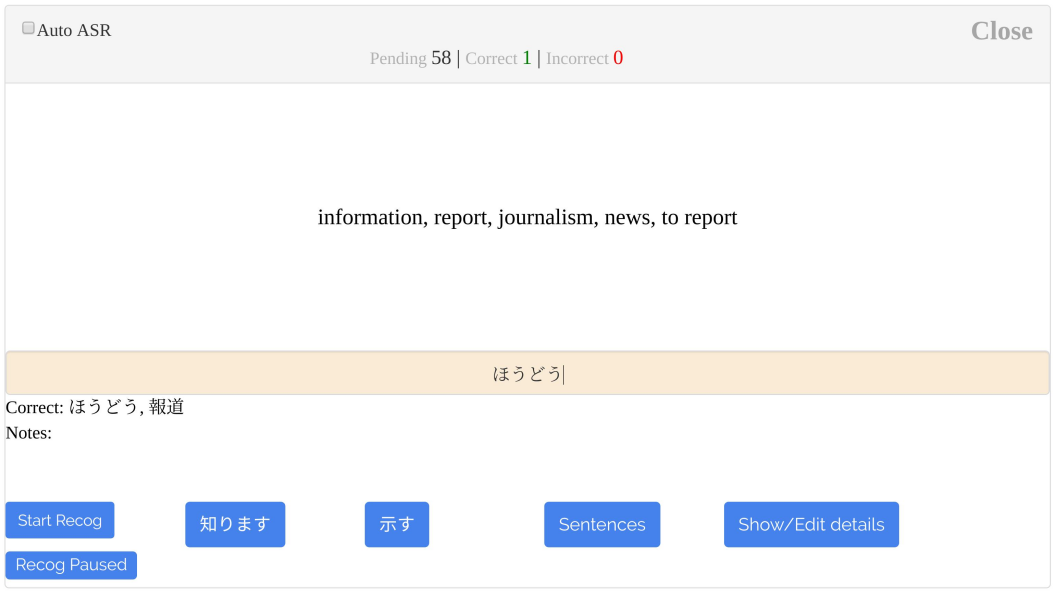 Auto ASR
Close
Pending 58 | Correct 1 | Incorrect 0
information, report, journalism, news, to report
ほうどう
Correct: ほうどう, 報道
Notes:
Start Recog
知ります
示す
Sentences
Show/Edit details
Recog Paused